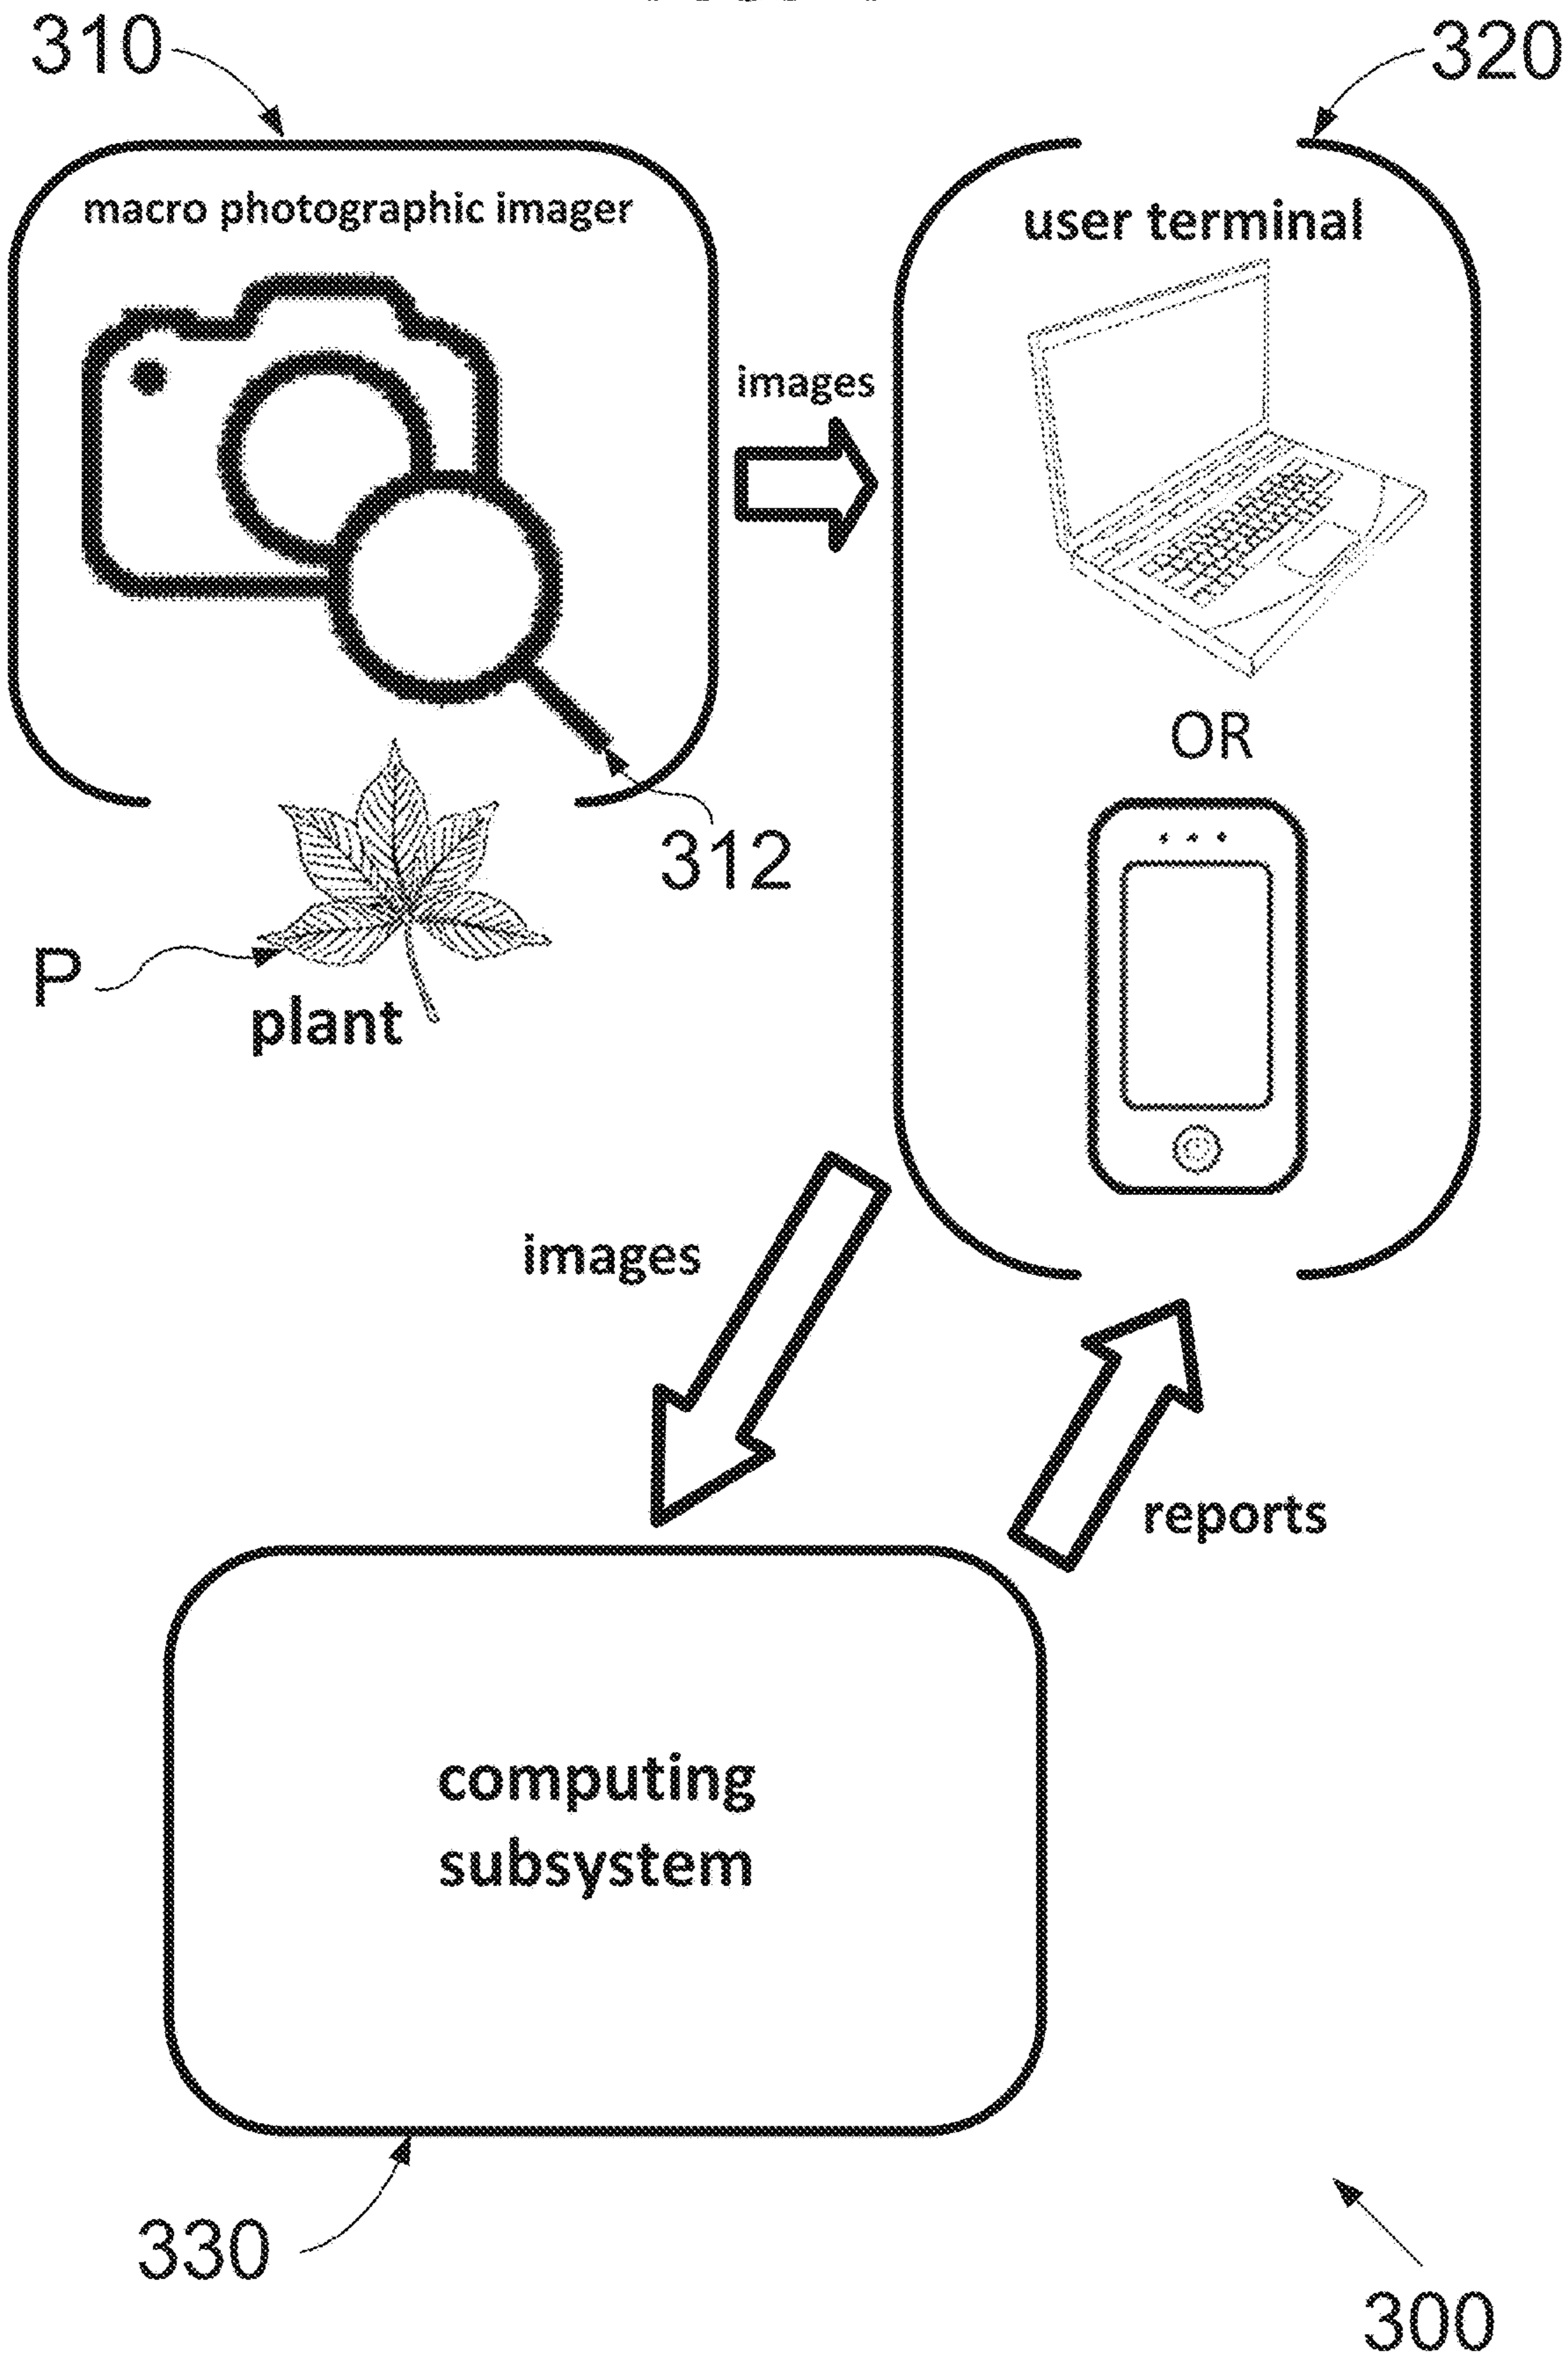 310
320
macro photographic imager
user terminal
images
OR
312
P
plant
images
reports
computing
subsystem
330
300